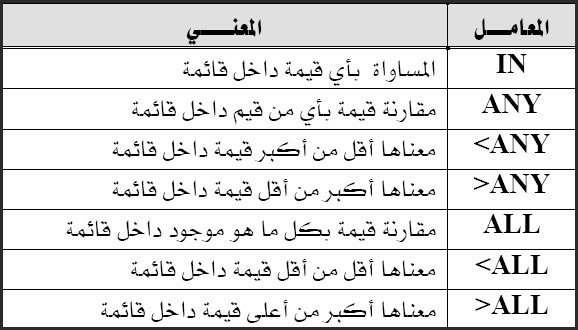 المعامل المعني
IN المساواة بأي قيمة داخل قائمة
ANY مقارنة قيمة بأي من قيم داخل قائمة
<ANY معناها أقل من أكبر قيمة داخل قائمة
>ANY معناها أكبر من أقل قيمة داخل قائمة
ALL مقارنة قيمة بكل ما هو موجود داخل قائمة
<ALL معناها أقل من أقل قيمة داخل قائمة
>ALL معناها أكبر من أعلى قيمة داخل قائمة